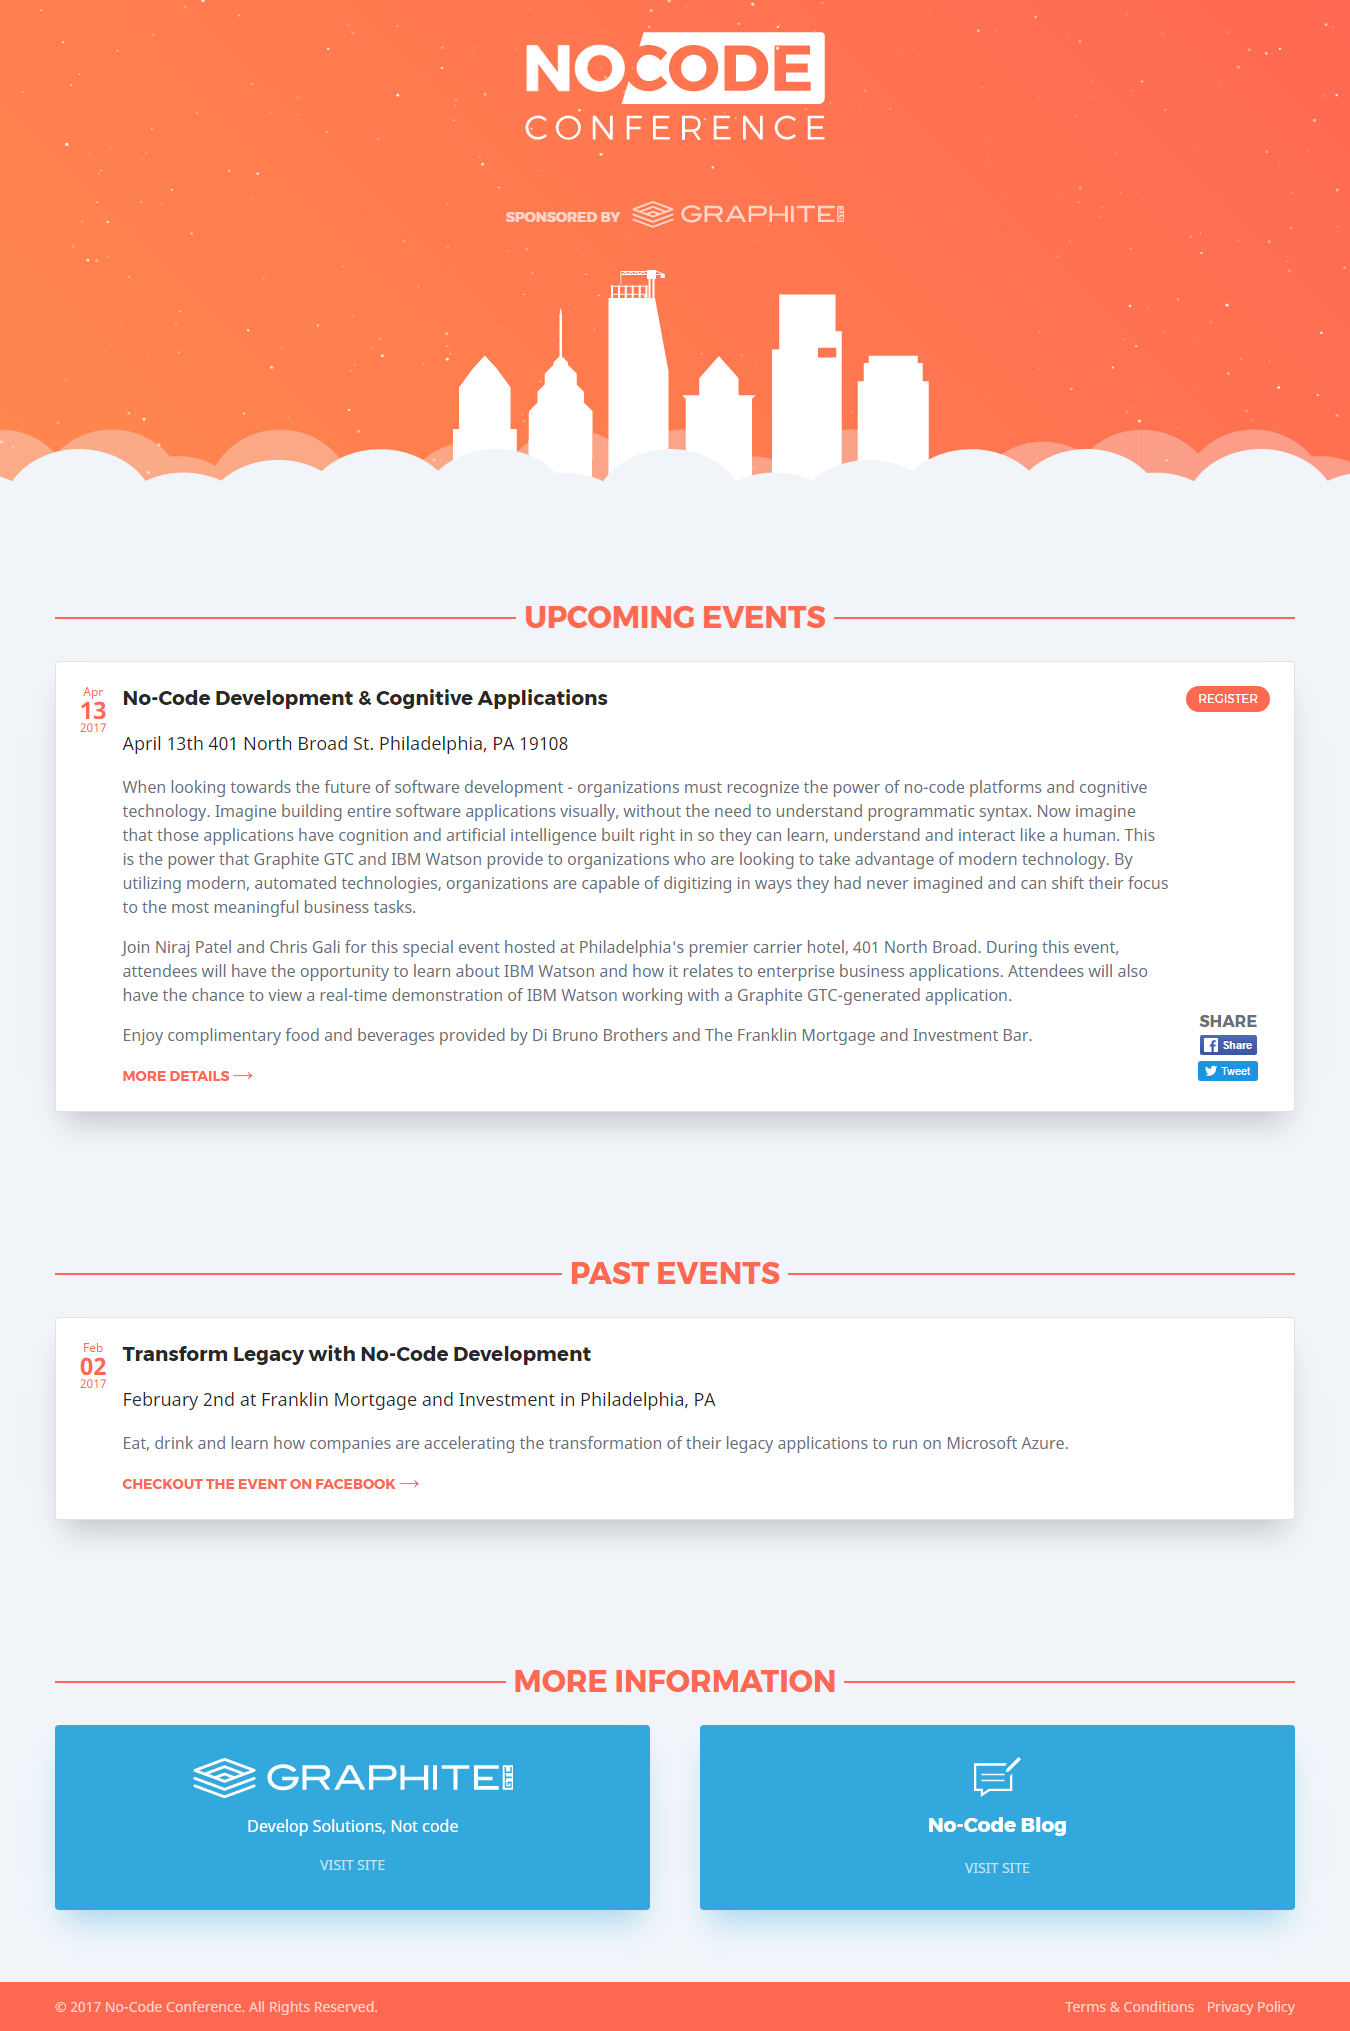 NOCODE
CONFERENCE
SPONSORED BY GRAPHITE GTC
UPCOMING EVENTS
Apr
13
2017
No-Code Development & Cognitive Applications
REGISTER
April 13th 401 North Broad St. Philadelphia, PA 19108
When looking towards the future of software development - organizations must recognize the power of no-code platforms and cognitive
technology. Imagine building entire software applications visually, without the need to understand programmatic syntax. Now imagine
that those applications have cognition and artificial intelligence built right in so they can learn, understand and interact like a human. This
is the power that Graphite GTC and IBM Watson provide to organizations who are looking to take advantage of modern technology. By
utilizing modern, automated technologies, organizations are capable of digitizing in ways they had never imagined and can shift their focus
to the most meaningful business tasks.
Join Niraj Patel and Chris Gali for this special event hosted at Philadelphia's premier carrier hotel, 401 North Broad. During this event,
attendees will have the opportunity to learn about IBM Watson and how it relates to enterprise business applications. Attendees will also
have the chance to view a real-time demonstration of IBM Watson working with a Graphite GTC-generated application.
Enjoy complimentary food and beverages provided by Di Bruno Brothers and The Franklin Mortgage and Investment Bar.
MORE DETAILS
SHARE
Share
Tweet
PAST EVENTS
Feb
02
2017
Transform Legacy with No-Code Development
February 2nd at Franklin Mortgage and Investment in Philadelphia, PA
Eat, drink and learn how companies are accelerating the transformation of their legacy applications to run on Microsoft Azure.
CHECKOUT THE EVENT ON FACEBOOK
MORE INFORMATION
GRAPHITE GTC
Develop Solutions, Not code
VISIT SITE
No-Code Blog
VISIT SITE
© 2017 No-Code Conference. All Rights Reserved.
Terms & Conditions Privacy Policy